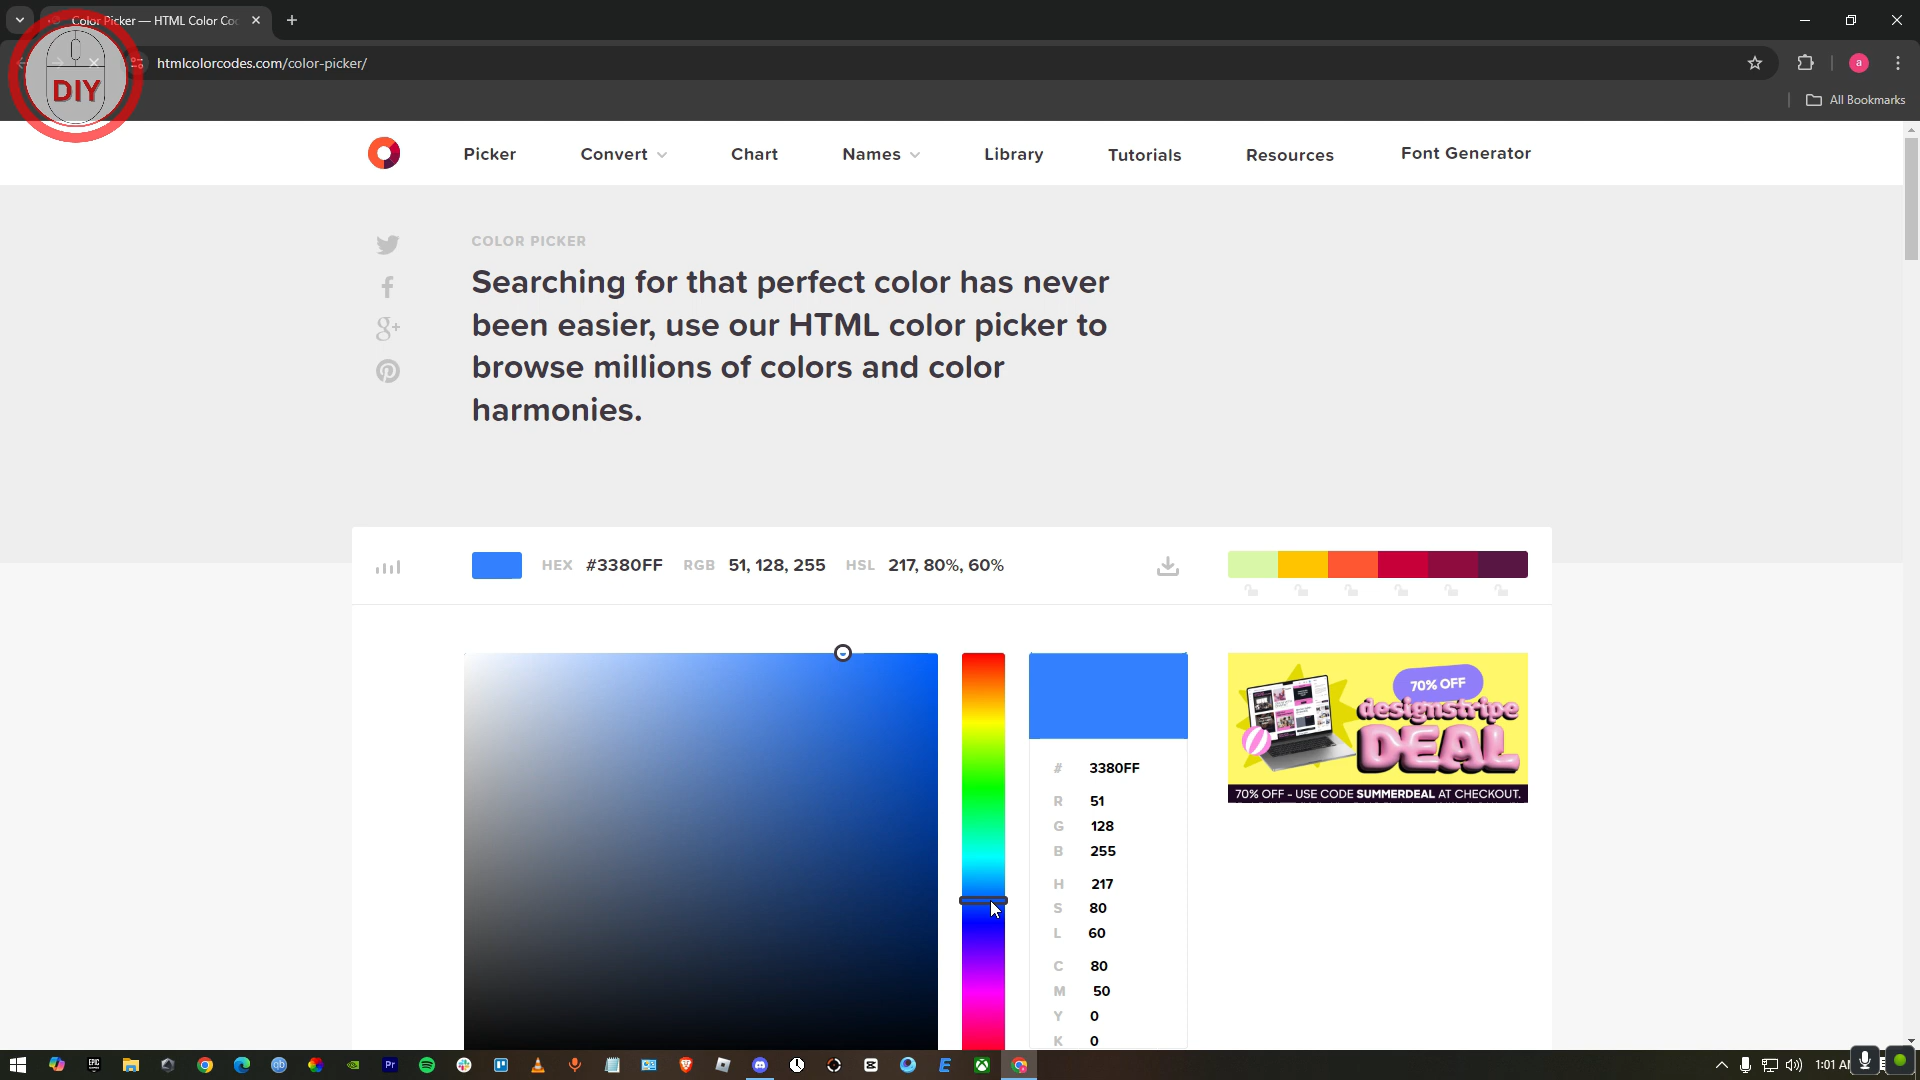 Color Picker — HTML Color Co
htmlcolorcodes.com/color-picker/
a
All Bookmarks
DIY
Picker
Convert
Chart
Names
Library
Tutorials
Resources
Font Generator
COLOR PICKER
Searching for that perfect color has never
been easier, use our HTML color picker to
browse millions of colors and color
harmonies.
HEX #3380FF RGB 51, 128, 255 HSL 217, 80%, 60%
# 3380FF
R 51
G 128
B 255
H 217
S 80
L 60
C 80
M 50
Y 0
K 0
70% OFF
designstripe
DEAL
70% OFF - USE CODE SUMMERDEAL AT CHECKOUT.
1:01 A